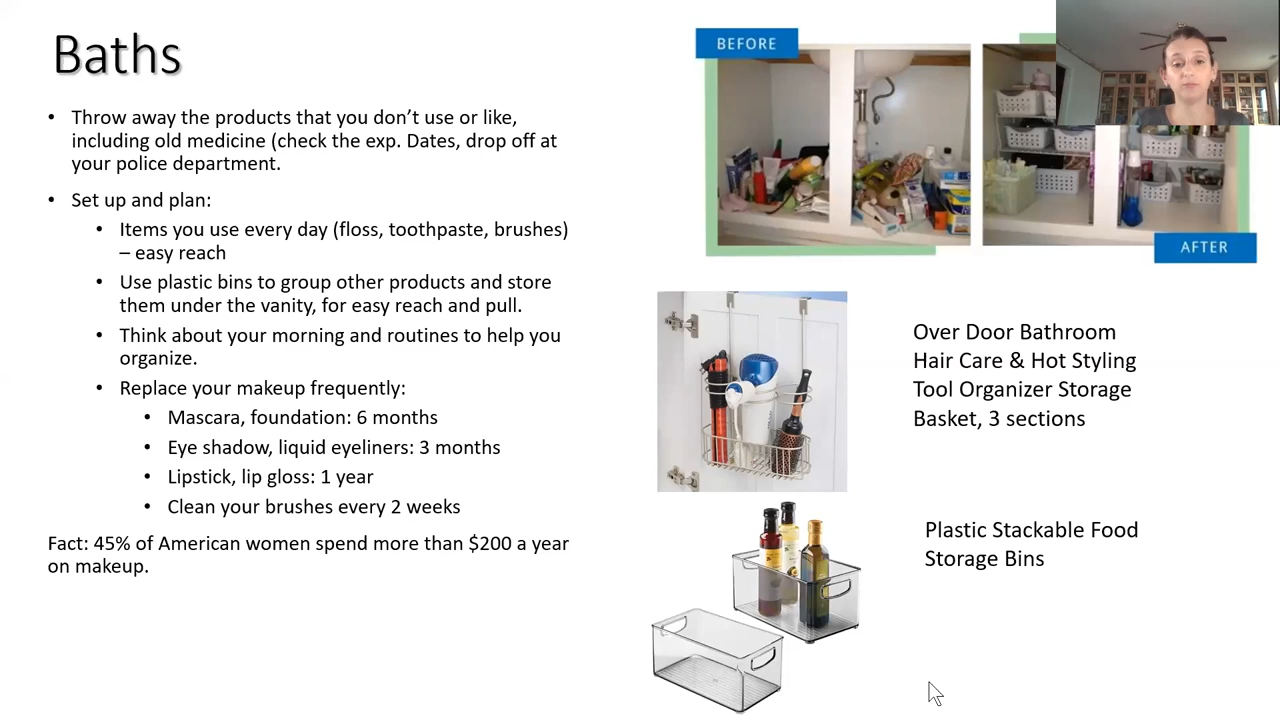 Baths
• Throw away the products that you don’t use or like,
including old medicine (check the exp. Dates, drop off at
your police department.
• Set up and plan:
• Items you use every day (floss, toothpaste, brushes)
– easy reach
• Use plastic bins to group other products and store
them under the vanity, for easy reach and pull.
• Think about your morning and routines to help you
organize.
• Replace your makeup frequently:
• Mascara, foundation: 6 months
• Eye shadow, liquid eyeliners: 3 months
• Lipstick, lip gloss: 1 year
• Clean your brushes every 2 weeks
Fact: 45% of American women spend more than $200 a year
on makeup.
BEFORE
AFTER
Over Door Bathroom
Hair Care & Hot Styling
Tool Organizer Storage
Basket, 3 sections
Plastic Stackable Food
Storage Bins